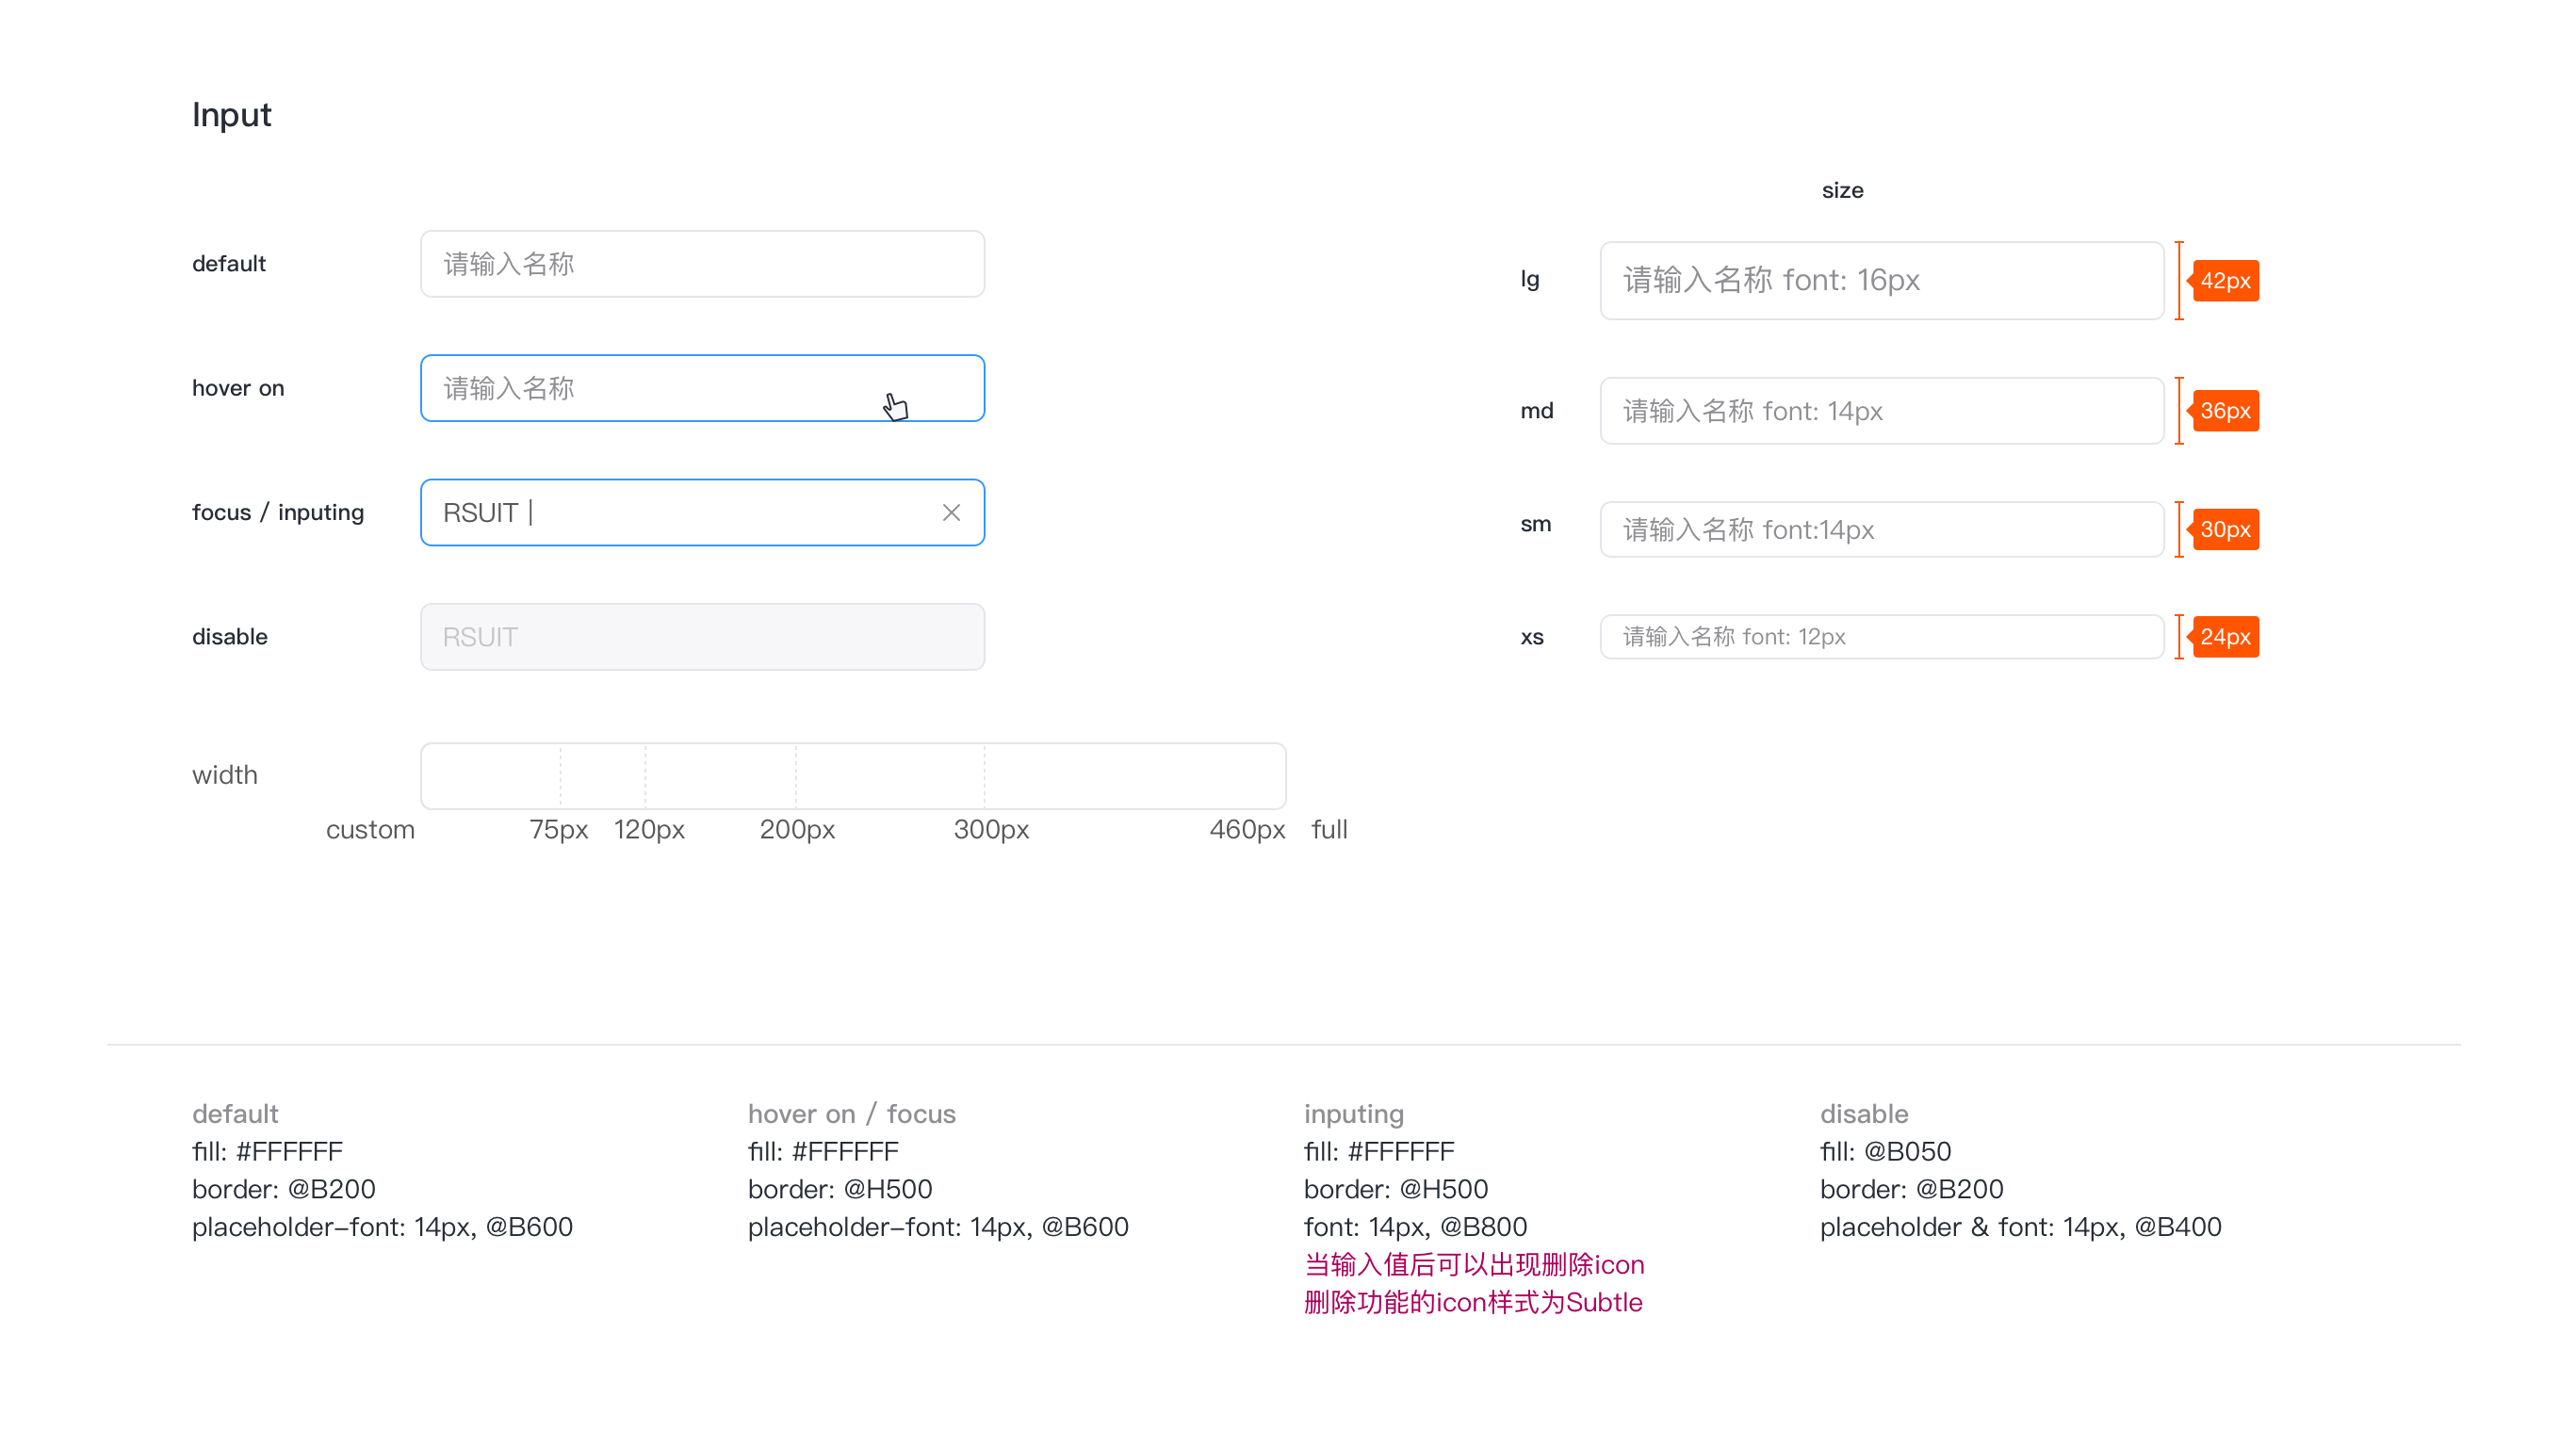 Input
default
请输入名称
hover on
请输入名称
focus / inputing
RSUIT
disable
RSUIT
width
custom
75px
120px
200px
300px
460px
full
size
lg
请输入名称 font: 16px
42px
md
请输入名称 font: 14px
36px
sm
请输入名称 font:14px
30px
xs
请输入名称 font: 12px
24px
default
fill: #FFFFFF
border: @B200
placeholder-font: 14px, @B600
hover on / focus
fill: #FFFFFF
border: @H500
placeholder-font: 14px, @B600
inputing
fill: #FFFFFF
border: @H500
font: 14px, @B800
当输入值后可以出现删除icon
删除功能的icon样式为Subtle
disable
fill: @B050
border: @B200
placeholder & font: 14px, @B400